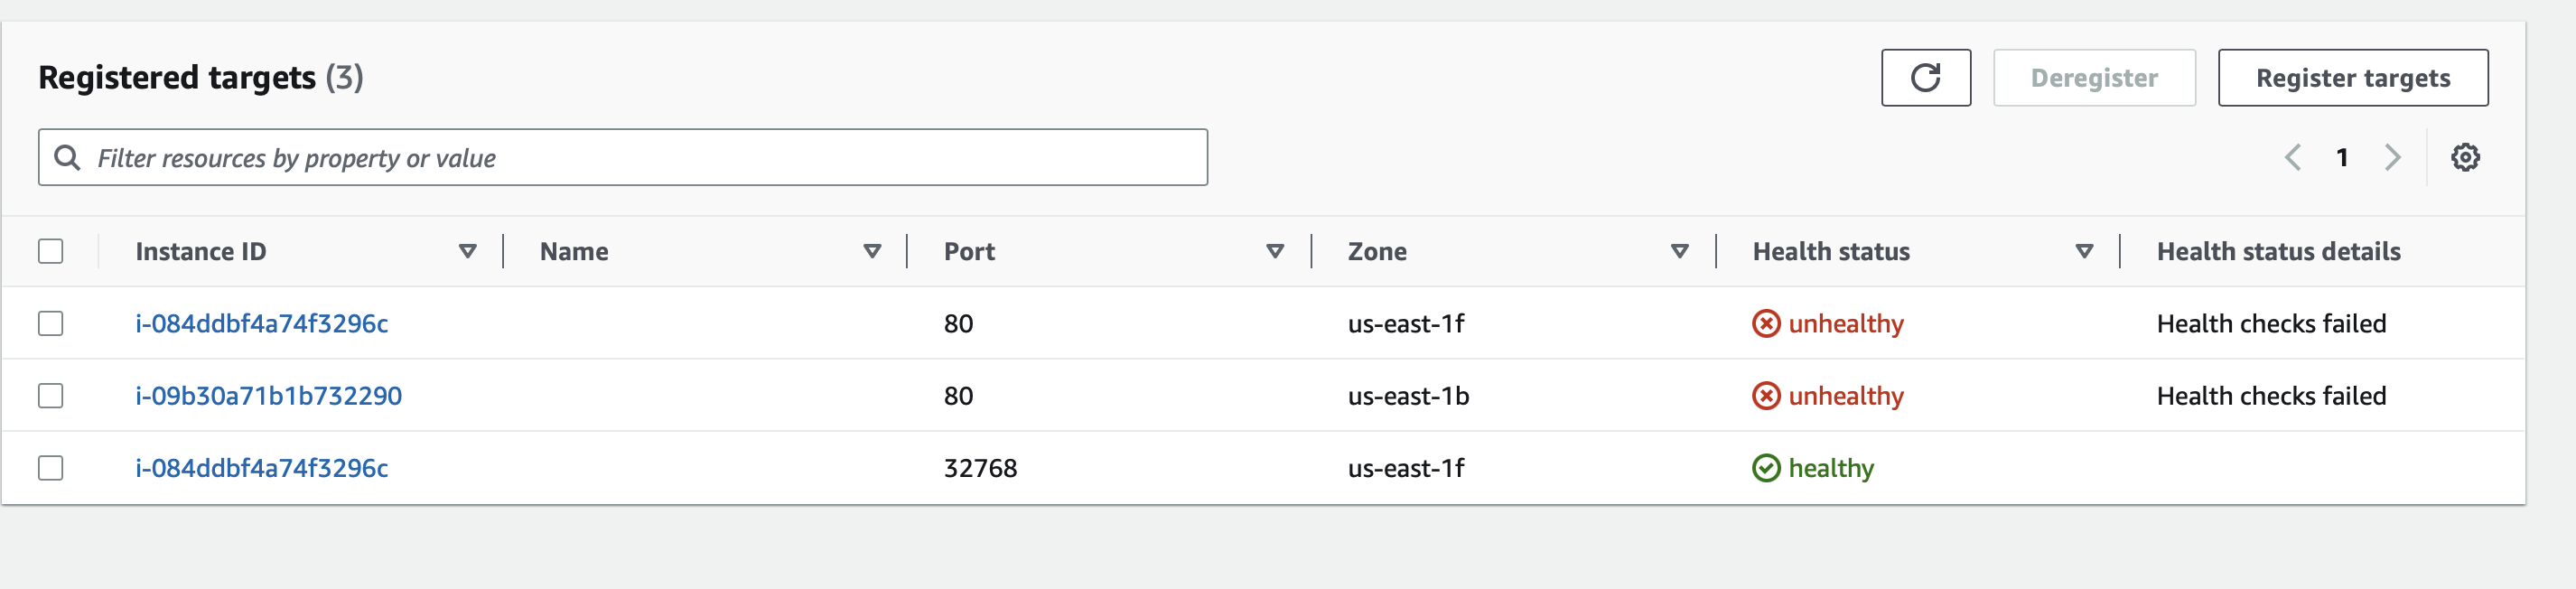 Registered targets (3)
Deregister
Register targets
Filter resources by property or value
1
Instance ID Name Port Zone Health status Health status details
i-084ddbf4a74f3296c 80 us-east-1f unhealthy Health checks failed
i-09b30a71b1b732290 80 us-east-1b unhealthy Health checks failed
i-084ddbf4a74f3296c 32768 us-east-1f healthy